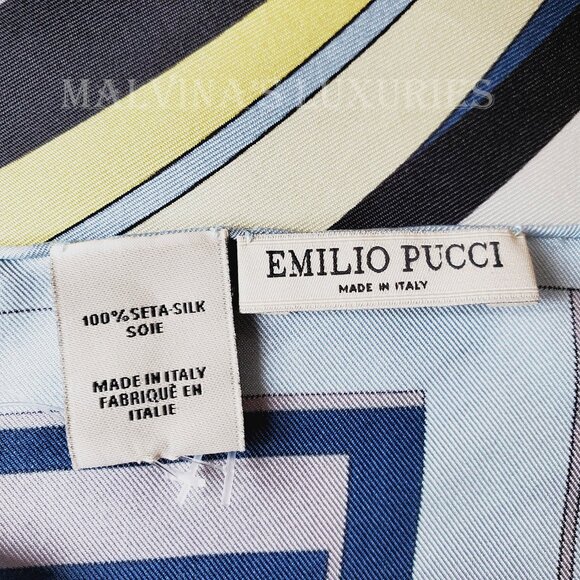 MALVINA'S LUXURIES
EMILIO PUCCI
MADE IN ITALY
100% SETA-SILK
SOIE
MADE IN ITALY
FABRIQUÉ EN
ITALIE